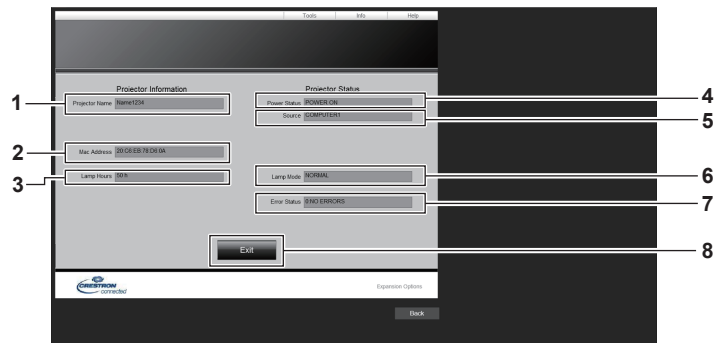 Tools Info Help
Projector Information Projector Status
1 Projector Name Name1234 Power Status POWER ON 4
Source COMPUTER1 5
2 Mac Address 20 C6 EB 78 D6 0A
3 Lamp Hours 50 h Lamp Mode NORMAL 6
Error Status 0:NO ERRORS 7
Exit 8
CRESTRON connected Expansion Options
Back